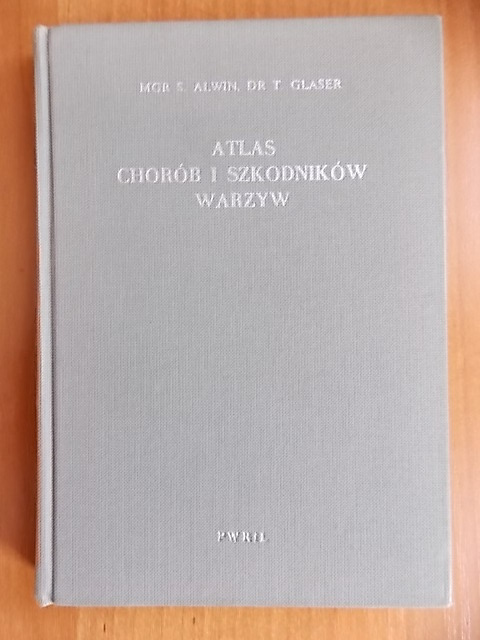 MGR S. ALWIN, DR T. GLASER
ATLAS
CHORÓB I SZKODNIKÓW
WARZYW
PWRiL